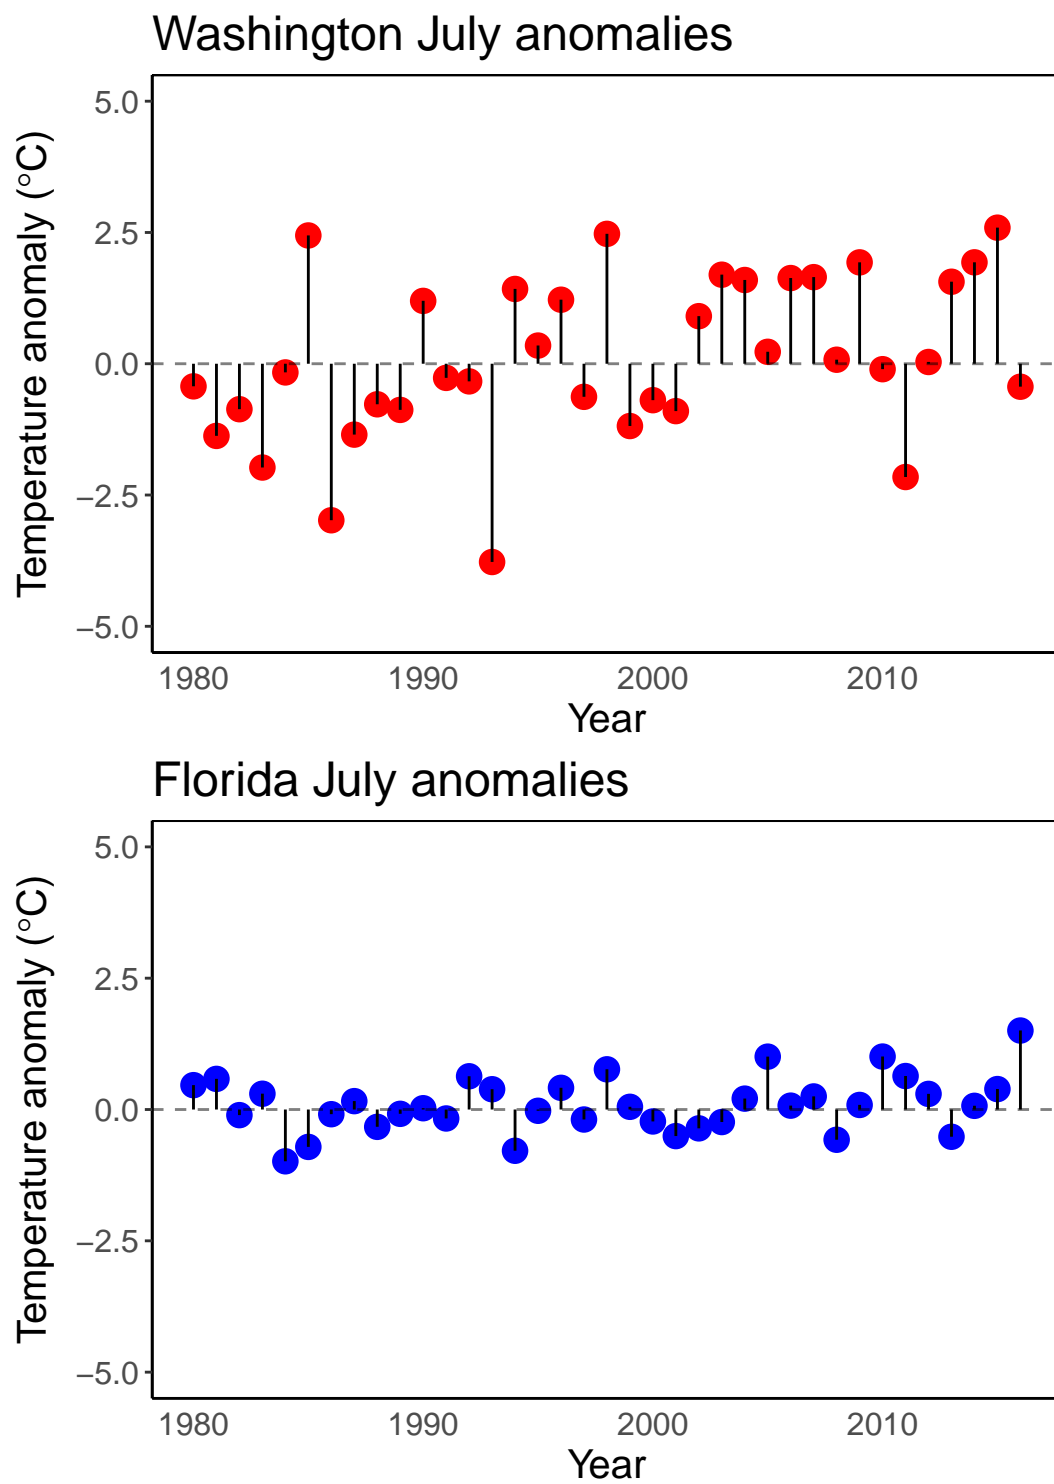 Washington July anomalies
Temperature anomaly (°C)
5.0
2.5
0.0
−2.5
−5.0
1980 1990 2000 2010
Year
Florida July anomalies
Temperature anomaly (°C)
5.0
2.5
0.0
−2.5
−5.0
1980 1990 2000 2010
Year